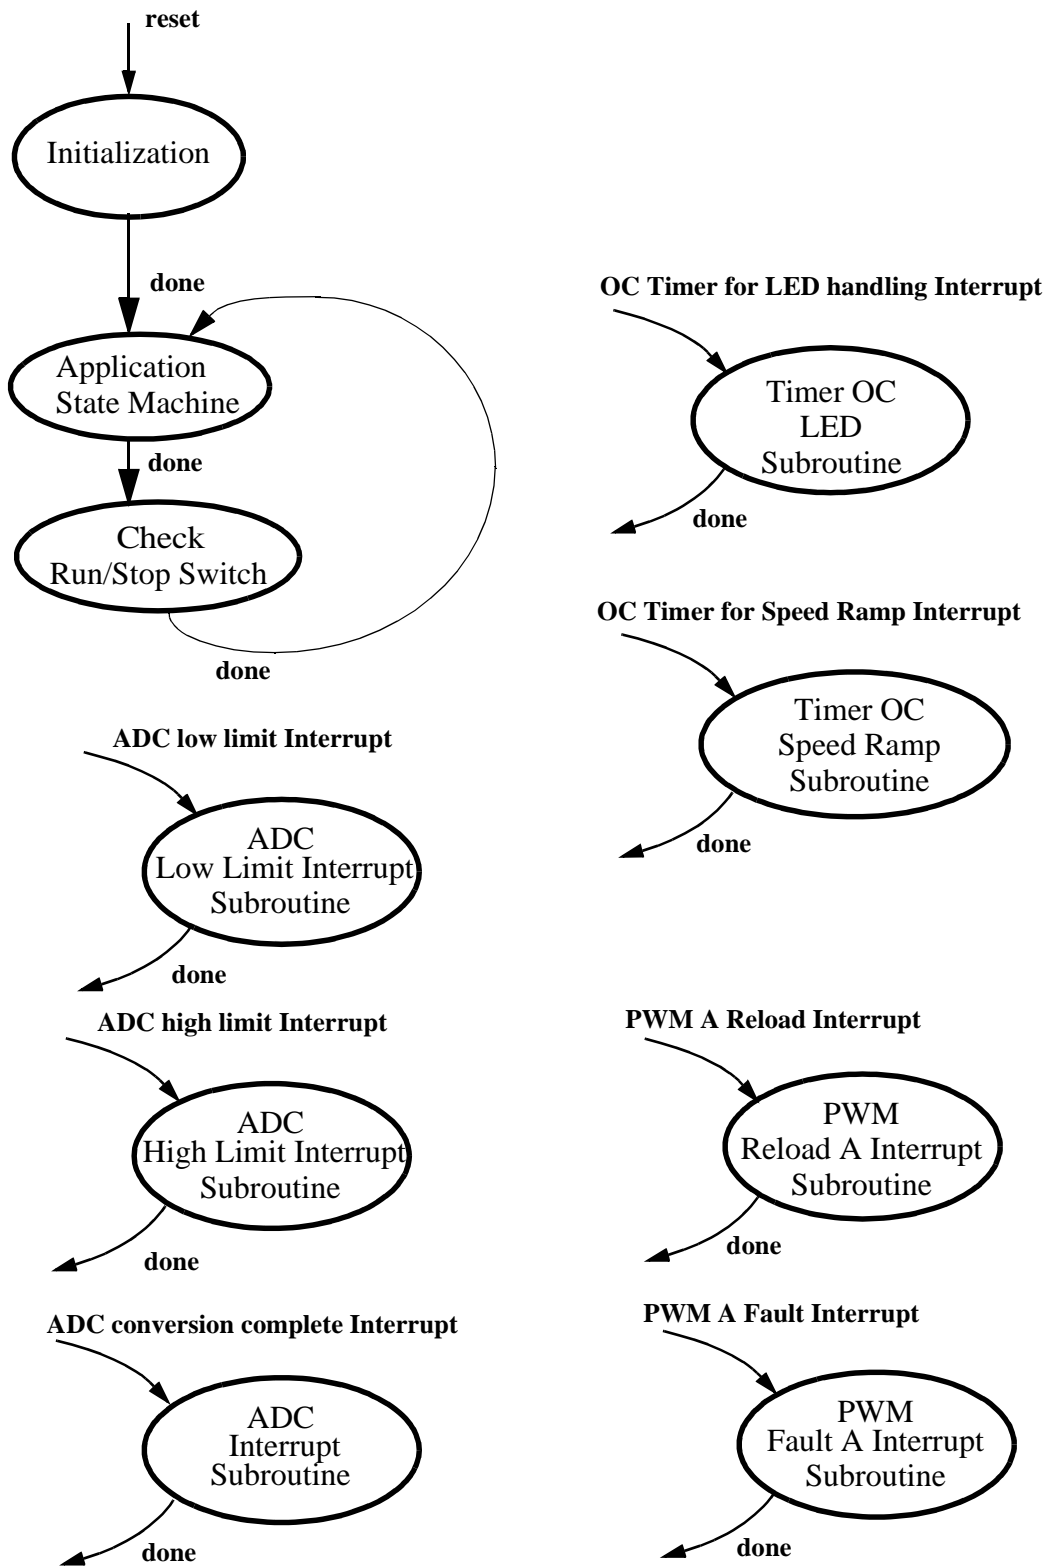 reset
Initialization
done
Application
State Machine
done
Check
Run/Stop Switch
done
ADC low limit Interrupt
ADC
Low Limit Interrupt
Subroutine
done
ADC high limit Interrupt
ADC
High Limit Interrupt
Subroutine
done
ADC conversion complete Interrupt
ADC
Interrupt
Subroutine
done
OC Timer for LED handling Interrupt
Timer OC
LED
Subroutine
done
OC Timer for Speed Ramp Interrupt
Timer OC
Speed Ramp
Subroutine
done
PWM A Reload Interrupt
PWM
Reload A Interrupt
Subroutine
done
PWM A Fault Interrupt
PWM
Fault A Interrupt
Subroutine
done